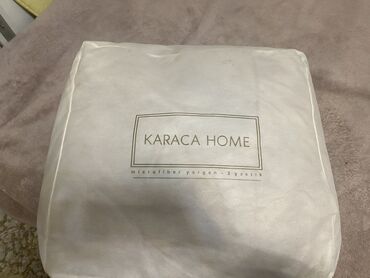 KARACA HOME
microfiber yorgan - 2 yastık